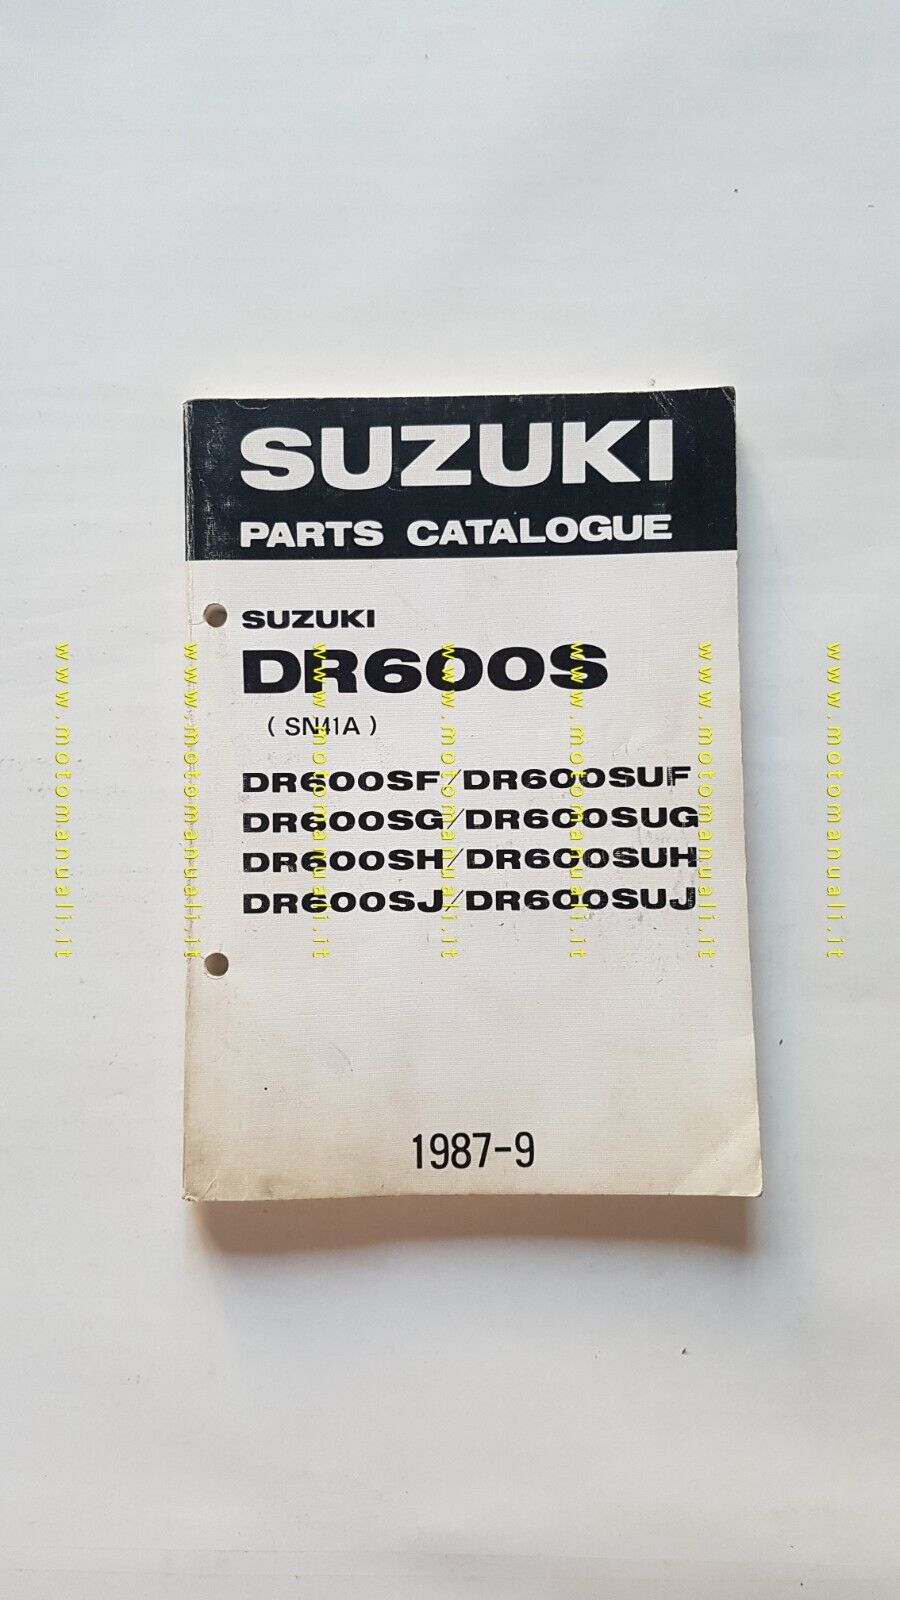 SUZUKI
PARTS CATALOGUE
SUZUKI
DR600S
( SN41A )
DR600SF/DR600SUF
DR600SG/DR600SUG
DR600SH/DR600SUH
DR600SJ/DR600SUJ
1987-9
www.motomanuali.it
www.motomanuali.it
www.motomanuali.it
www.motomanuali.it
www.motomanuali.it
www.motomanuali.it
www.motomanuali.it